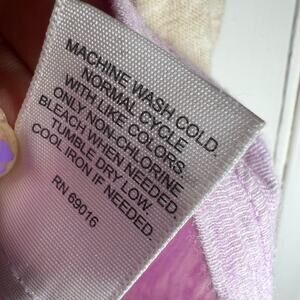 MACHINE WASH COLD.
NORMAL CYCLE
WITH LIKE COLORS.
ONLY NON-CHLORINE
BLEACH WHEN NEEDED.
TUMBLE DRY LOW.
COOL IRON IF NEEDED.
RN 69016